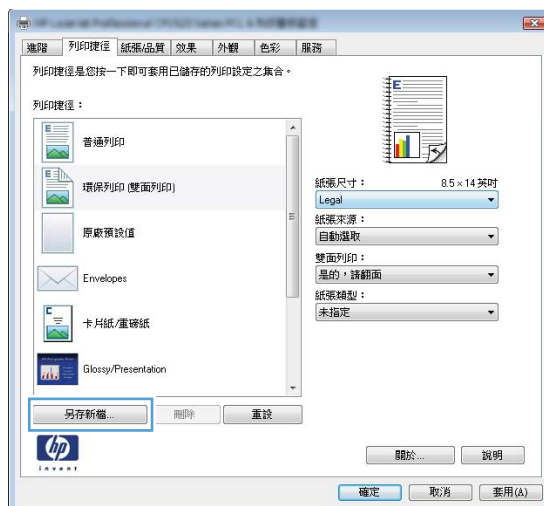 進階 列印捷徑 紙張/品質 效果 外觀 色彩 服務
列印捷徑是您按一下即可套用已儲存的列印設定之集合。
列印捷徑：
普通列印
環保列印 (雙面列印)
原廠預設值
Envelopes
卡片紙/重磅紙
Glossy/Presentation
另存新檔... 刪除 重設
紙張尺寸： 8.5 × 14 英吋
Legal
紙張來源：
自動選取
雙面列印：
是的，請翻面
紙張類型：
未指定
hp
invent
關於... 說明
確定 取消 套用(A)